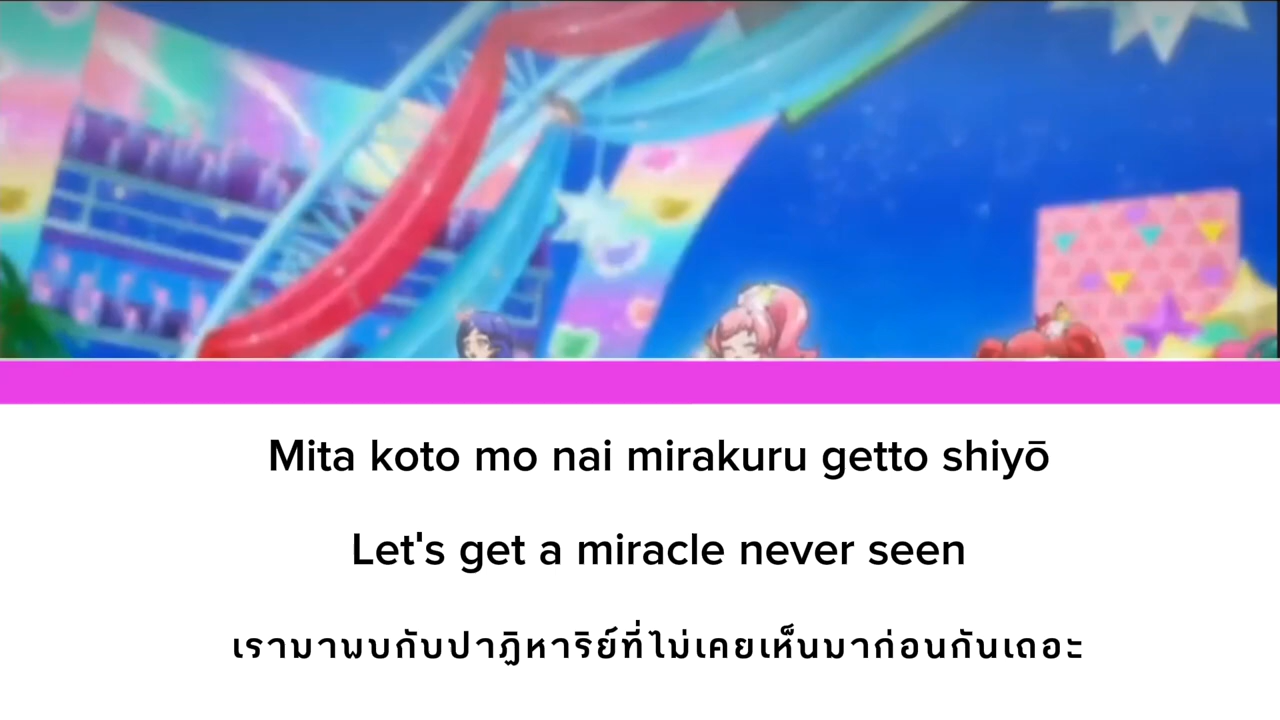 Mita koto mo nai mirakuru getto shiyō
Let's get a miracle never seen
เรามาพบกับปาฏิหาริย์ที่ไม่เคยเห็นมาก่อนกันเถอะ